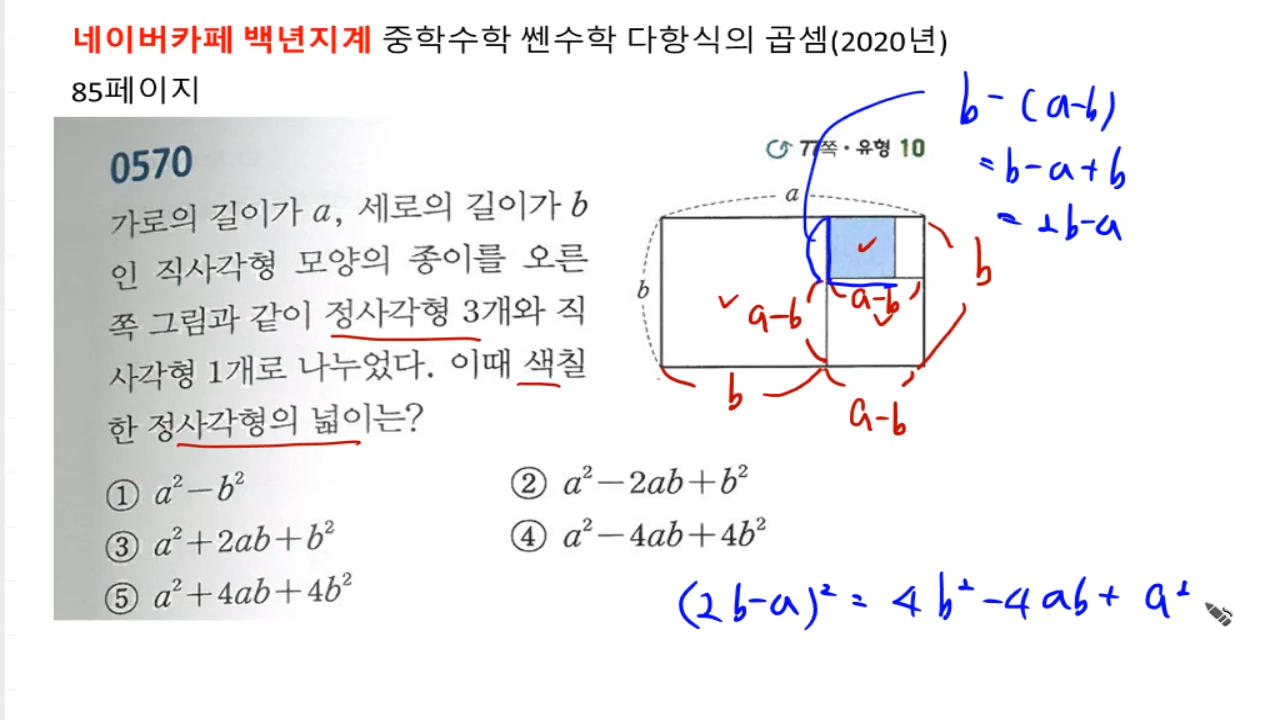 네이버카페 백년지계 중학수학 쎈수학 다항식의 곱셈(2020년)
85페이지
0570
77쪽 · 유형 10
가로의 길이가 a, 세로의 길이가 b
인 직사각형 모양의 종이를 오른
쪽 그림과 같이 정사각형 3개와 직
사각형 1개로 나누었다. 이때 색칠
한 정사각형의 넓이는?
① a²-b²
② a²-2ab+b²
③ a²+2ab+b²
④ a²-4ab+4b²
⑤ a²+4ab+4b²
a
b
b
a-b
a-b
b
a-b
b-(a-b)
=b-a+b
=2b-a
(2b-a)²=4b²-4ab+a²